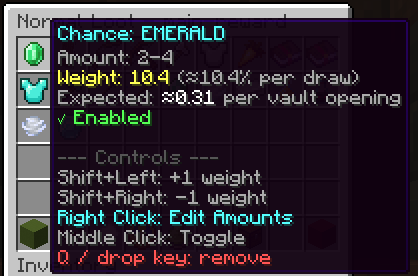 Chance: EMERALD
Amount: 2-4
Weight: 10.4 (≈10.4% per draw)
Expected: ≈0.31 per vault opening
✓ Enabled
--- Controls ---
Shift+Left: +1 weight
Shift+Right: -1 weight
Right Click: Edit Amounts
Middle Click: Toggle
Q / drop key: remove